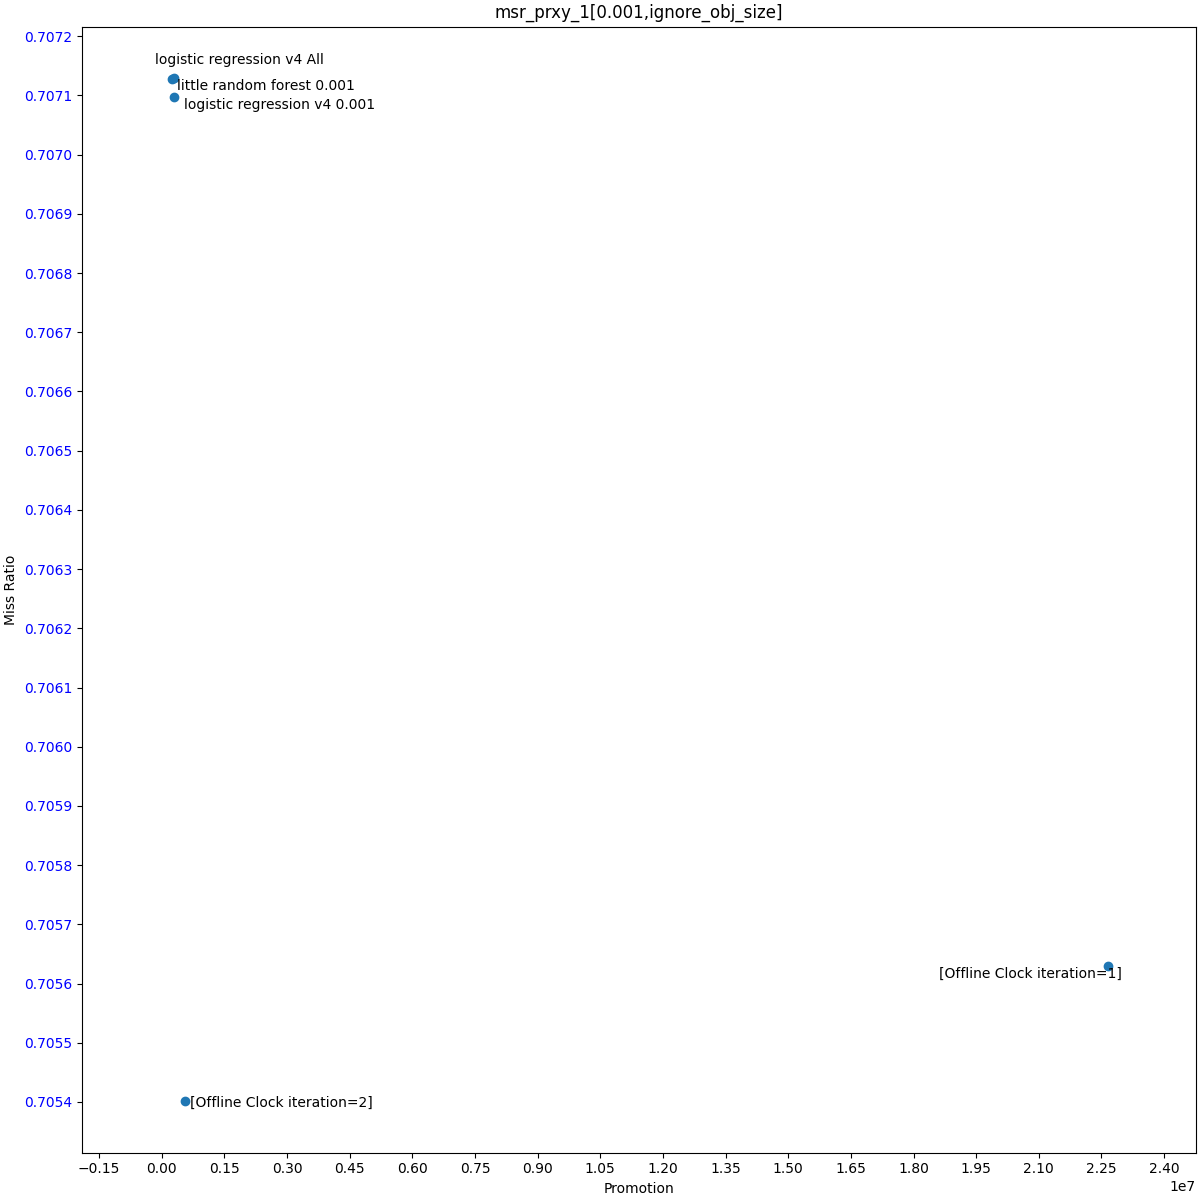 msr_prxy_1[0.001,ignore_obj_size]
0.7072
logistic regression v4 All
little random forest 0.001
0.7071
logistic regression v4 0.001
0.7070
0.7069
0.7068
0.7067
0.7066
0.7065
0.7064
0.7063
Miss Ratio
0.7062
0.7061
0.7060
0.7059
0.7058
0.7057
[Offline Clock iteration=1]
0.7056
0.7055
0.7054
[Offline Clock iteration=2]
−0.15 0.00 0.15 0.30 0.45 0.60 0.75 0.90 1.05 1.20 1.35 1.50 1.65 1.80 1.95 2.10 2.25 2.40
1e7
Promotion